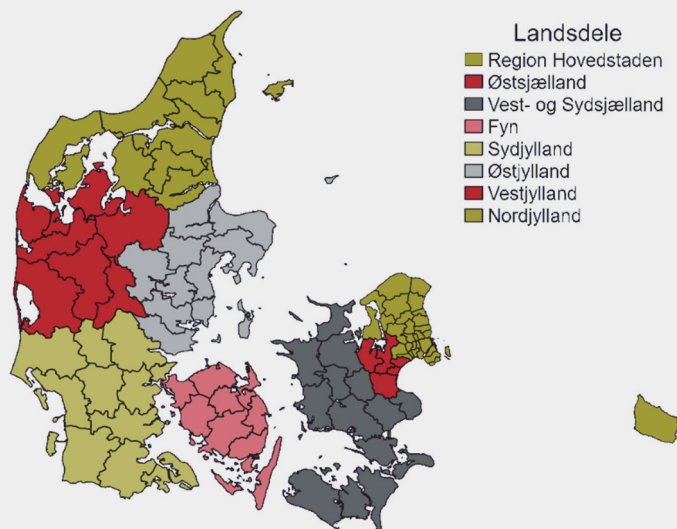 Landsdele
Region Hovedstaden
Østsjælland
Vest- og Sydsjælland
Fyn
Sydjylland
Østjylland
Vestjylland
Nordjylland